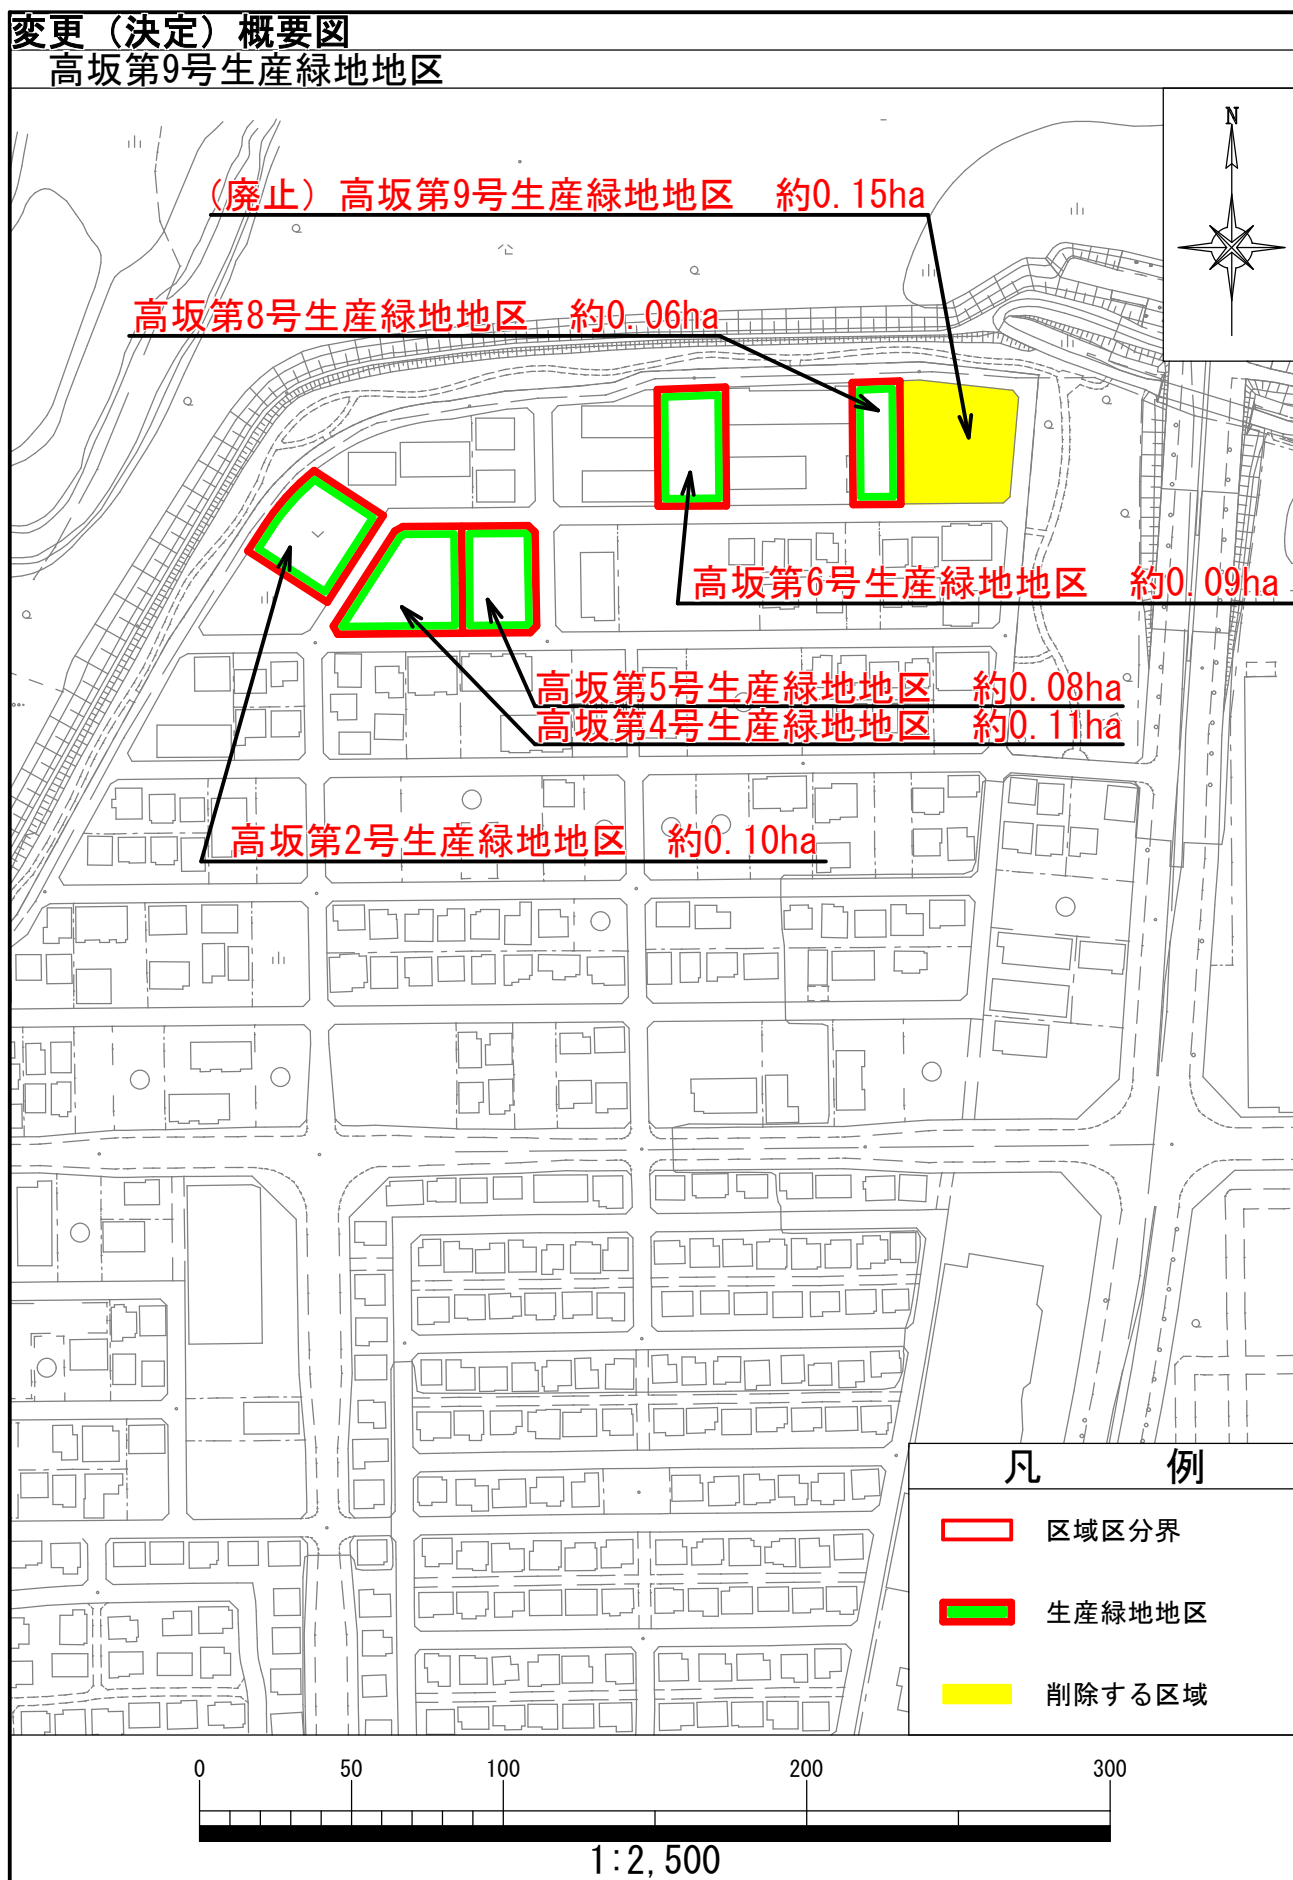 変更（決定）概要図
高坂第9号生産緑地地区
N
（廃止）高坂第9号生産緑地地区　約0.15ha
高坂第8号生産緑地地区　約0.06ha
高坂第6号生産緑地地区　約0.09ha
高坂第5号生産緑地地区　約0.08ha
高坂第4号生産緑地地区　約0.11ha
高坂第2号生産緑地地区　約0.10ha
凡　例
区域区分界
生産緑地地区
削除する区域
0 50 100 200 300
1:2,500